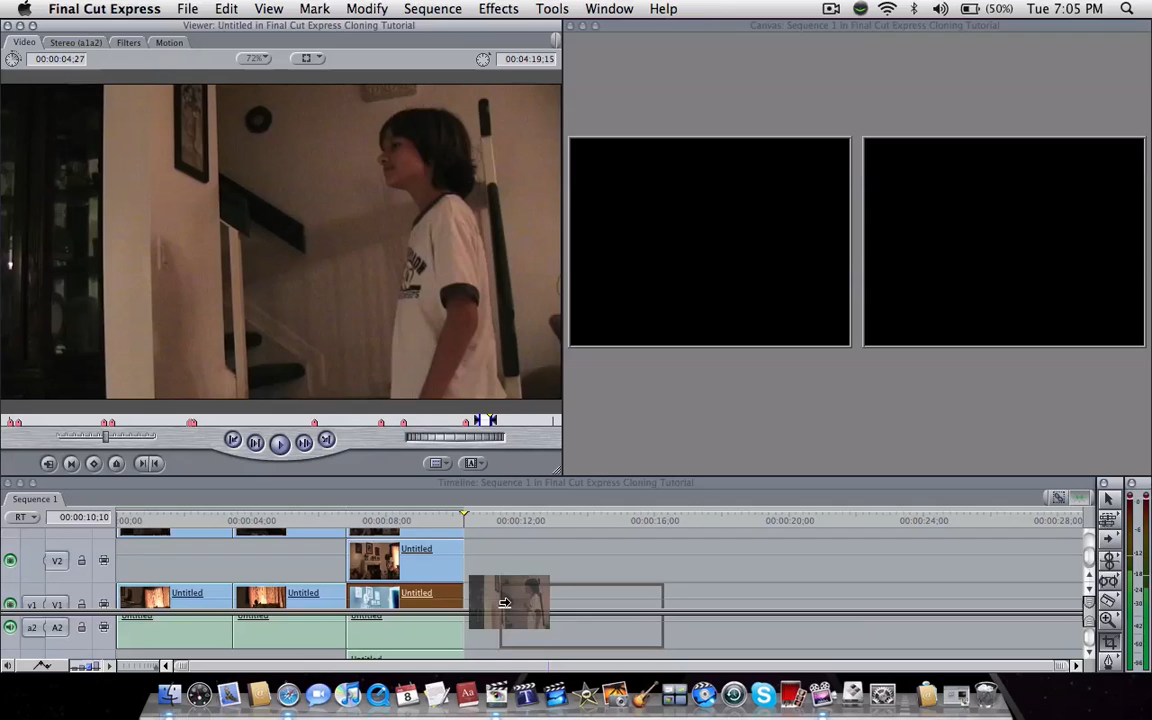 Final Cut Express File Edit View Mark Modify Sequence Effects Tools Window Help (50%) Tue 7:05 PM
Viewer: Untitled in Final Cut Express Cloning Tutorial
Canvas: Sequence 1 in Final Cut Express Cloning Tutorial
Video Stereo (a1a2) Filters Motion
00:00:04;27 72% 00:04:19;15
Timeline: Sequence 1 in Final Cut Express Cloning Tutorial
Sequence 1
RT 00:00:10;10 :00;00 00:00:04;00 00:00:08;00 00:00:12;00 00:00:16;00 00:00:20;00 00:00:24;00 00:00:28;00
V2 Untitled
v1 V1 Untitled Untitled Untitled
a2 A2 Untitled Untitled
Untitled